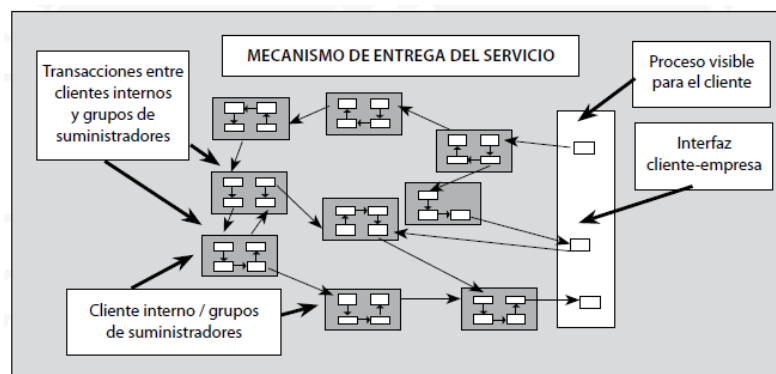 MECANISMO DE ENTREGA DEL SERVICIO
Transacciones entre
clientes internos
y grupos de
suministradores
Proceso visible
para el cliente
Interfaz
cliente-empresa
Cliente interno / grupos
de suministradores